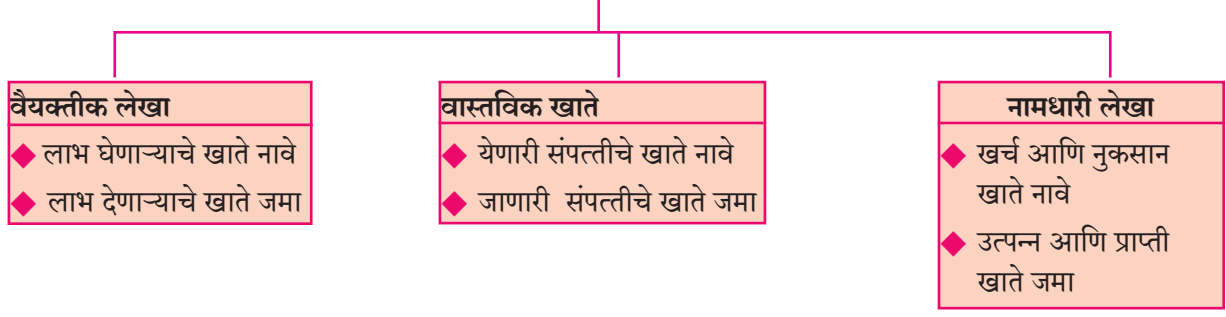 वैयक्तीक लेखा
लाभ घेणाऱ्याचे खाते नावे
लाभ देणाऱ्याचे खाते जमा
वास्तविक खाते
येणारी संपत्तीचे खाते नावे
जाणारी संपत्तीचे खाते जमा
नामधारी लेखा
खर्च आणि नुकसान
खाते नावे
उत्पन्न आणि प्राप्ती
खाते जमा